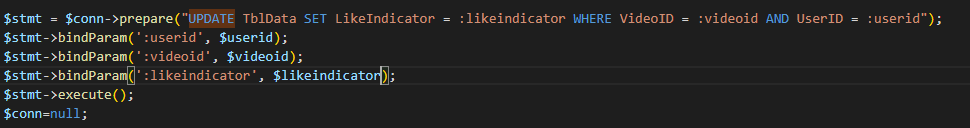 $stmt = $conn->prepare("UPDATE TblData SET LikeIndicator = :likeindicator WHERE VideoID = :videoid AND UserID = :userid");
$stmt->bindParam(':userid', $userid);
$stmt->bindParam(':videoid', $videoid);
$stmt->bindParam(':likeindicator', $likeindicator);
$stmt->execute();
$conn=null;